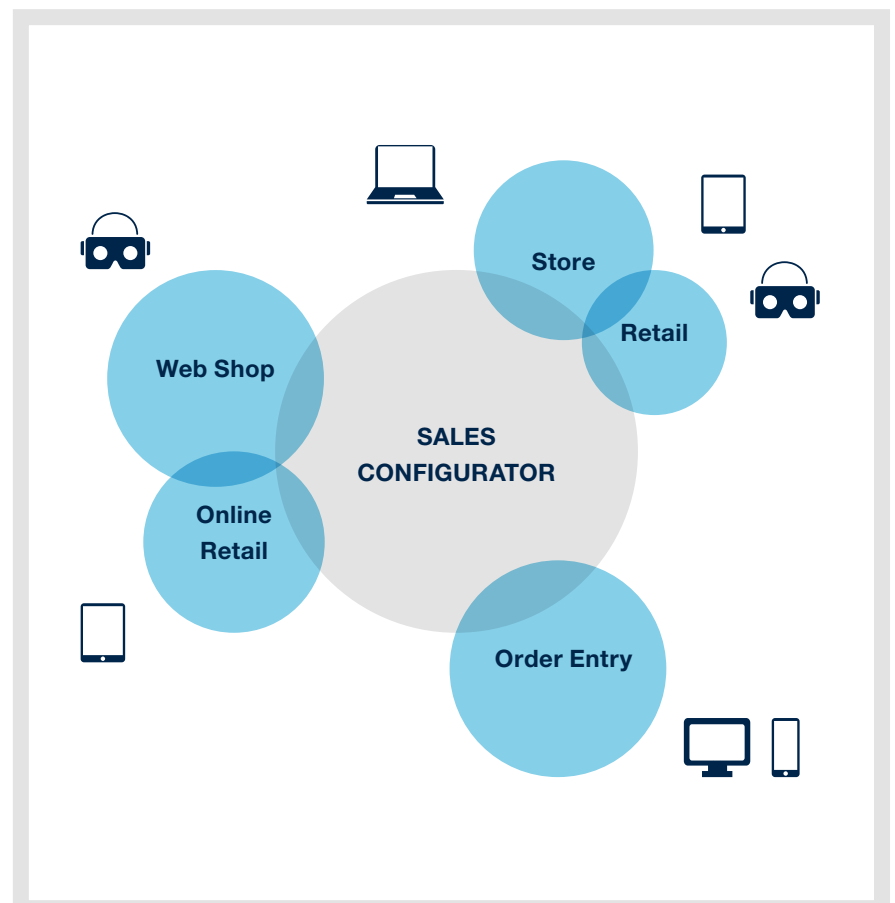 Store
Retail
Web Shop
SALES
CONFIGURATOR
Online
Retail
Order Entry